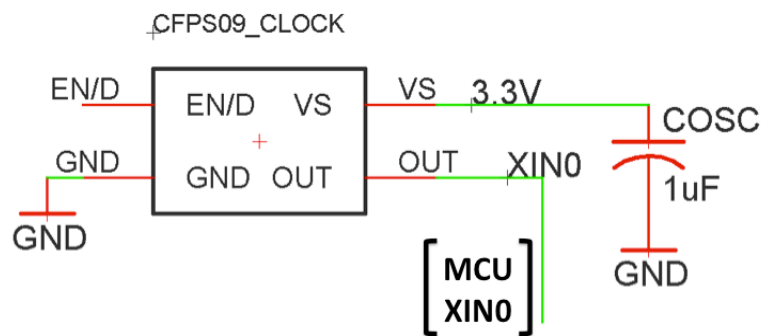 CFPS09_CLOCK
EN/D EN/D VS VS 3.3V
COSC
GND GND OUT OUT XIN0
1uF
GND
GND
MCU
XIN0